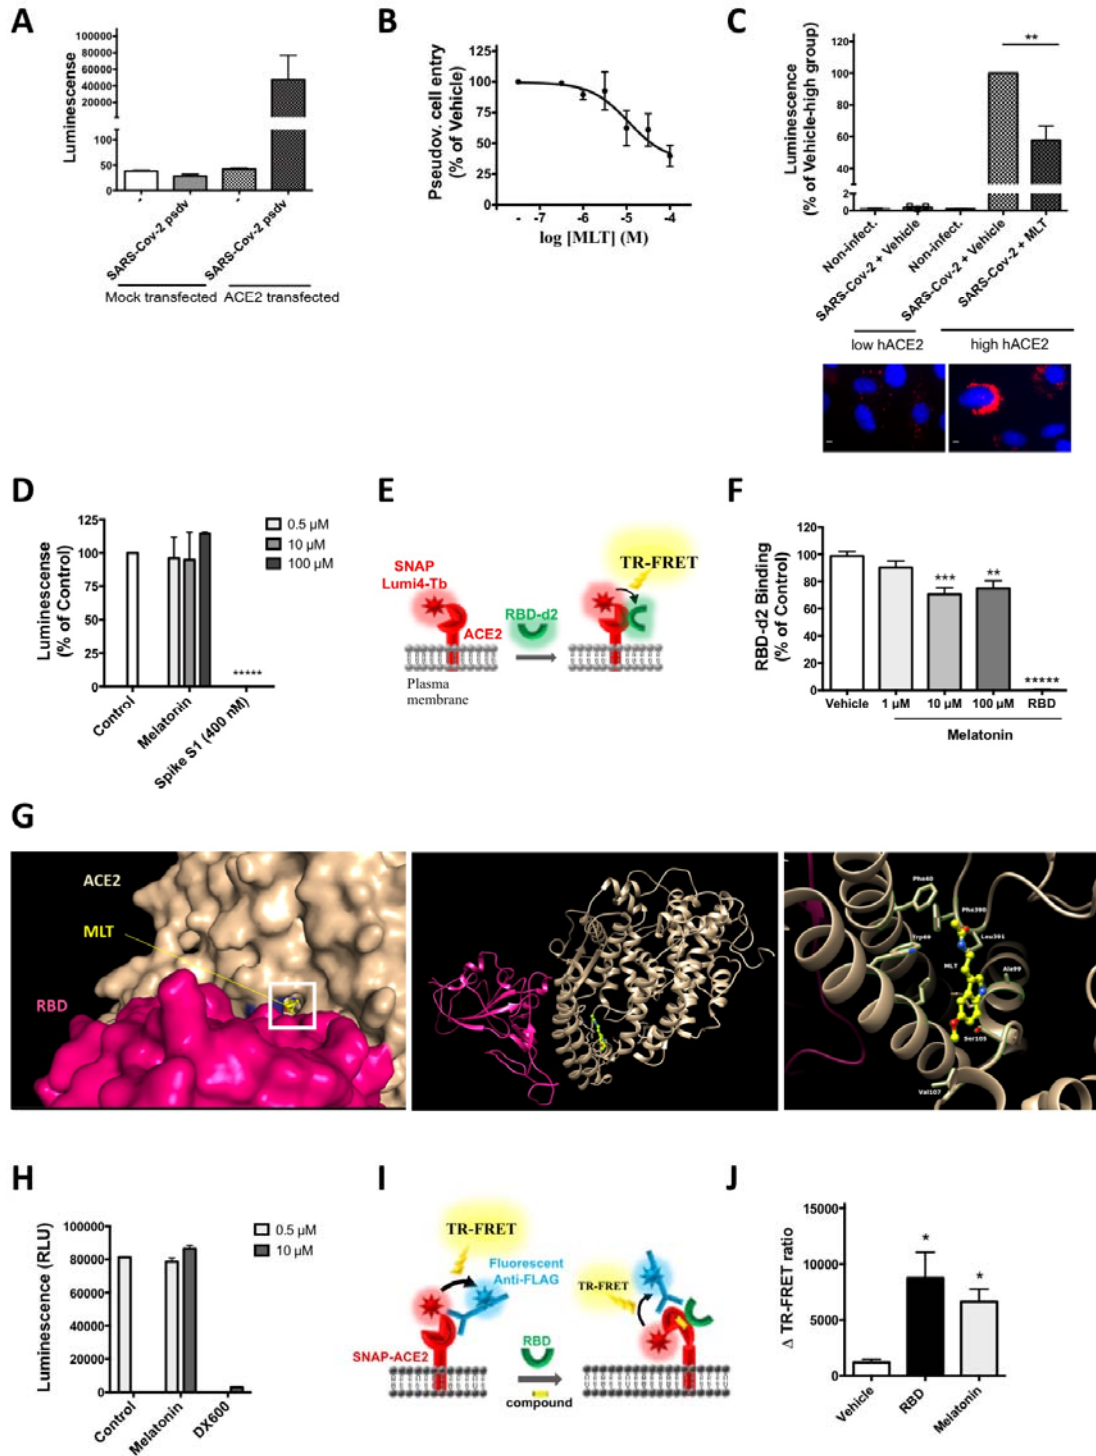 A
Luminescense
100000
80000
60000
40000
20000
100
50
0
-
SARS-Cov-2 psdv
-
SARS-Cov-2 psdv
Mock transfected
ACE2 transfected
B
Pseudov. cell entry
(% of Vehicle)
125
100
75
50
25
0
- -7 -6 -5 -4
log [MLT] (M)
C
Luminescence
(% of Vehicle-high group)
120
100
80
60
40
2
0
**
Non-infect.
SARS-Cov-2 + Vehicle
Non-infect.
SARS-Cov-2 + Vehicle
SARS-Cov-2 + MLT
low hACE2
high hACE2
D
Luminescense
(% of Control)
125
100
75
50
25
0
0.5 µM
10 µM
100 µM
*****
Control
Melatonin
Spike S1 (400 nM)
E
SNAP
Lumi4-Tb
RBD-d2
ACE2
TR-FRET
Plasma
membrane
F
RBD-d2 Binding
(% of Control)
120
100
80
60
40
20
0
***
**
*****
Vehicle 1 µM 10 µM 100 µM RBD
Melatonin
G
ACE2
MLT
RBD
Phe40
Phe390
Trp69
Leu391
MLT
Ala99
Ser105
Val107
H
Luminescence (RLU)
100000
80000
60000
40000
20000
0
0.5 µM
10 µM
Control
Melatonin
DX600
I
TR-FRET
Fluorescent
Anti-FLAG
SNAP-ACE2
RBD
compound
TR-FRET
J
Δ TR-FRET ratio
15000
10000
5000
0
*
*
Vehicle
RBD
Melatonin